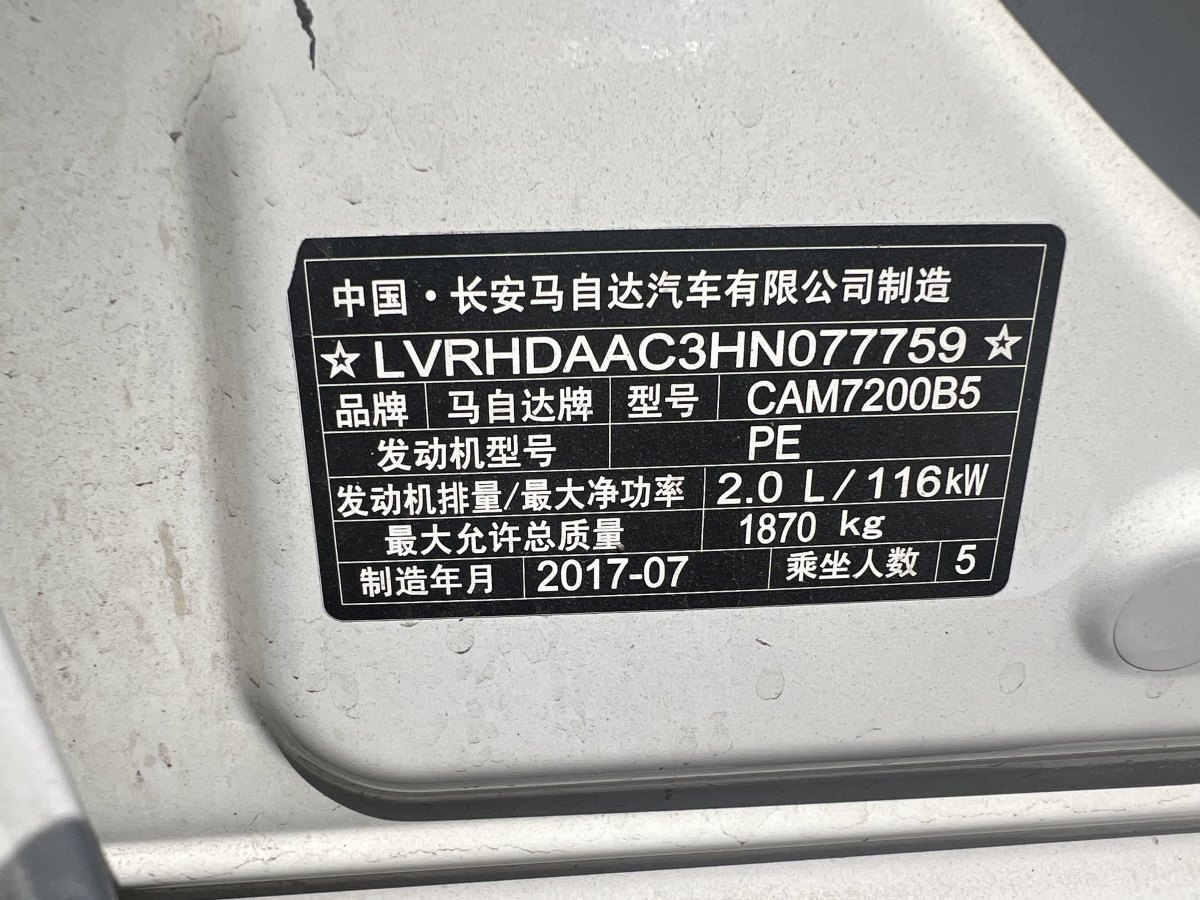 中国·长安马自达汽车有限公司制造
☆LVRHDAAC3HN077759☆
品牌 马自达牌 型号 CAM7200B5
发动机型号 PE
发动机排量/最大净功率 2.0 L/116kW
最大允许总质量 1870 kg
制造年月 2017-07 乘坐人数 5